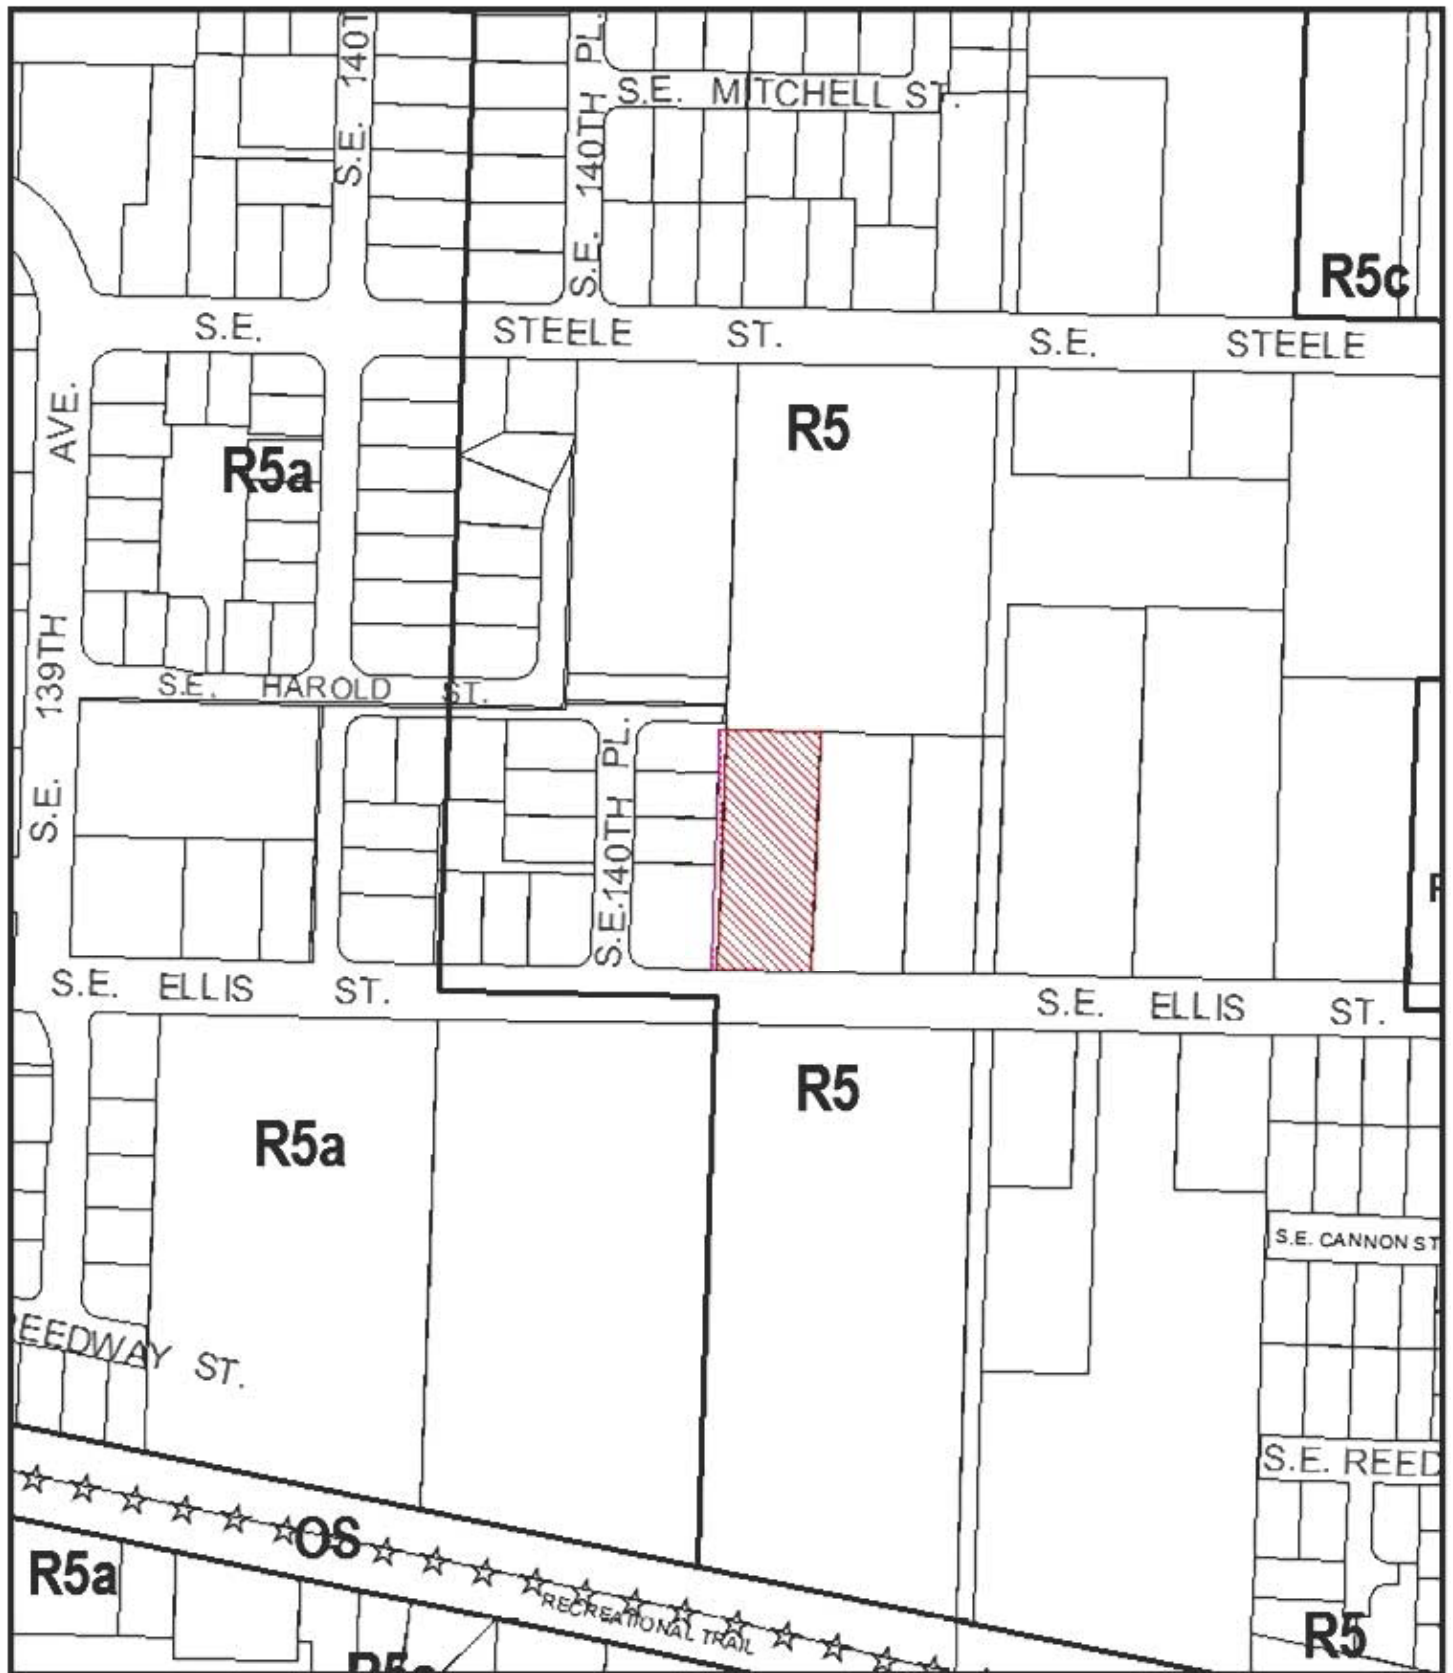 S.E. 140T
S.E. 140TH PL.
S.E. MITCHELL ST.
R5c
S.E. STEELE ST. S.E. STEELE
AVE.
R5
R5a
S.E. 139TH
S.E. HAROLD ST.
S.E. 140TH PL.
S.E. ELLIS ST. S.E. ELLIS ST.
R5
R5a
S.E. CANNON ST
EEDWAY ST.
S.E. REED
OS
R5a
RECREATIONAL TRAIL
R5